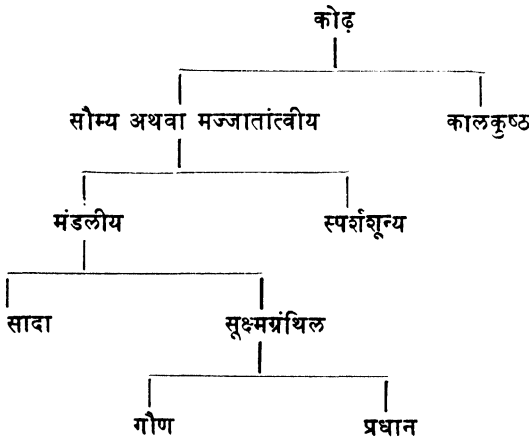 कोढ़
सौम्य अथवा मज्जातांत्वीय कालकुष्ठ
मंडलीय स्पर्शशून्य
सादा सूक्ष्मग्रंथिल
गौण प्रधान